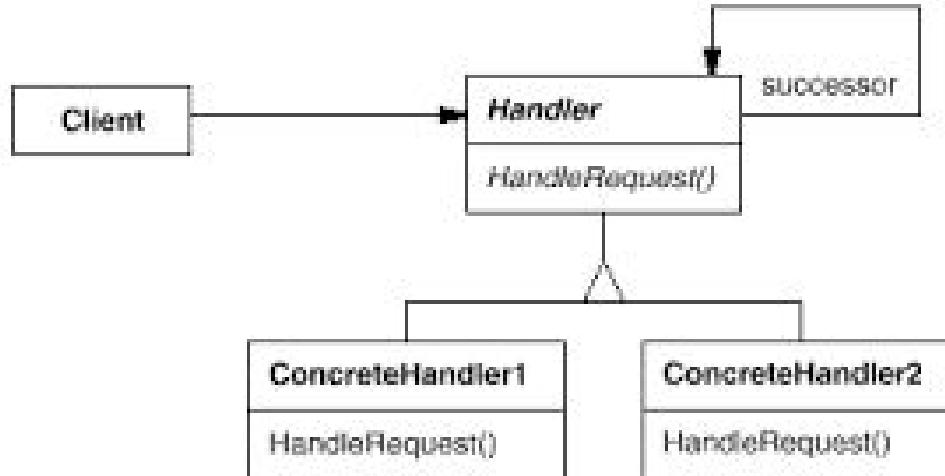 successor
Client
Handler
HandleRequest()
ConcreteHandler1
ConcreteHandler2
HandleRequest()
HandleRequest()